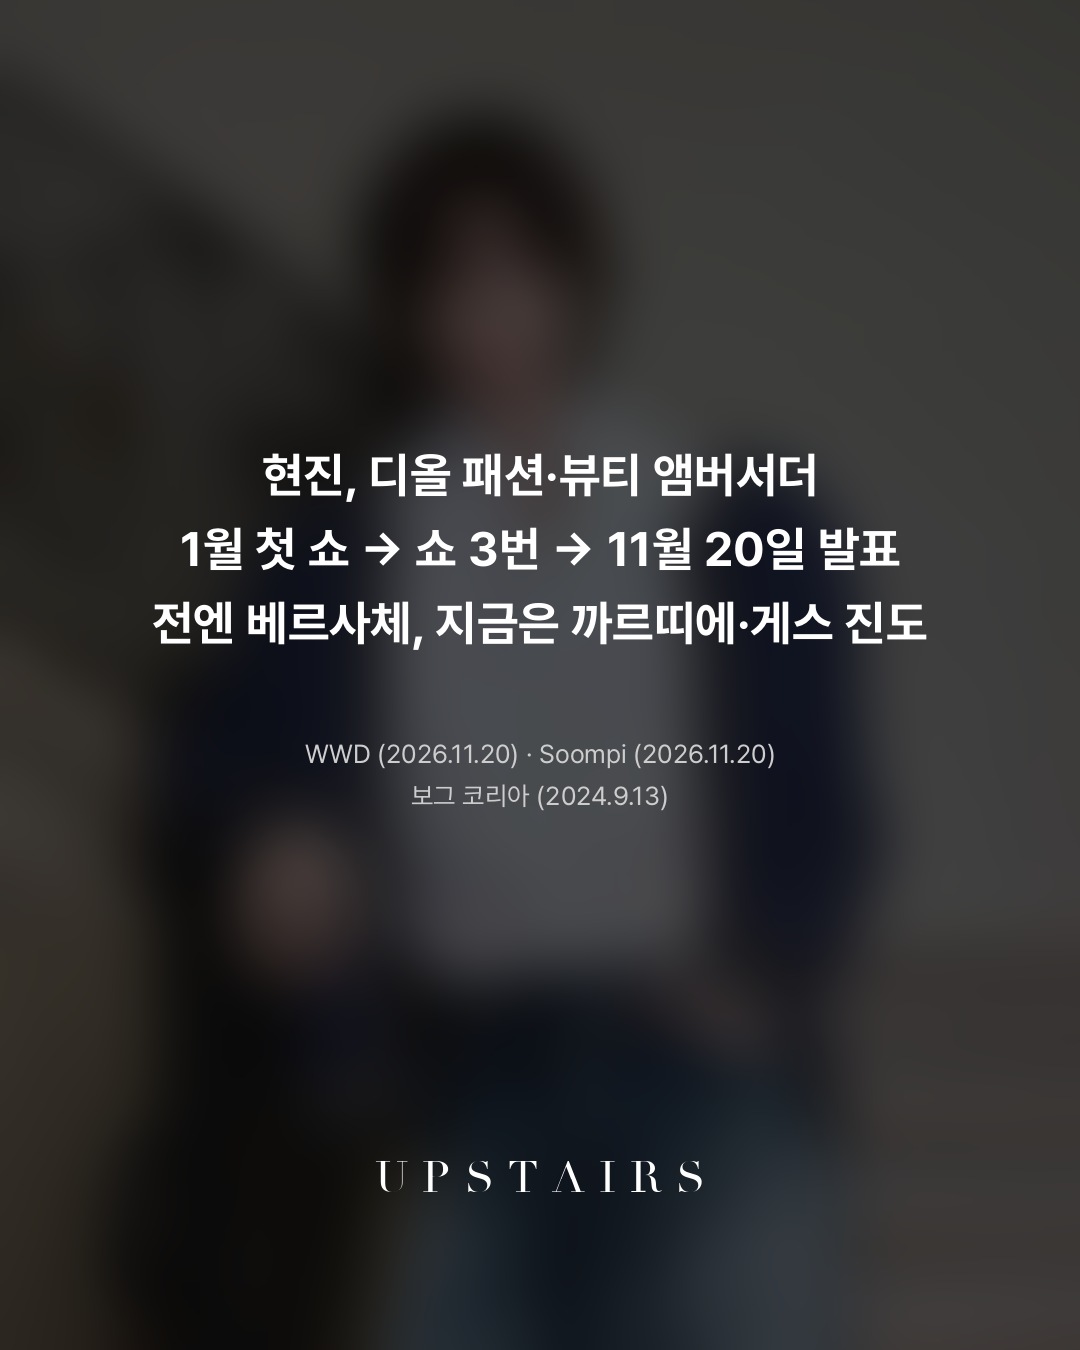 현진, 디올 패션·뷰티 앰버서더
1월 첫 쇼 → 쇼 3번 → 11월 20일 발표
전엔 베르사체, 지금은 까르띠에·게스 진도
WWD (2026.11.20) · Soompi (2026.11.20)
보그 코리아 (2024.9.13)
UPSTAIRS